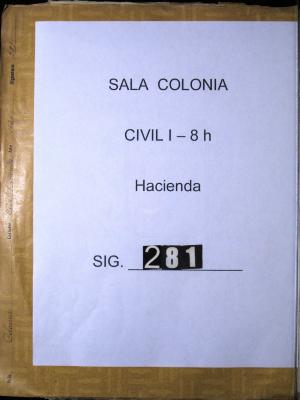 SALA COLONIA
CIVIL I – 8 h
Hacienda
SIG. 281